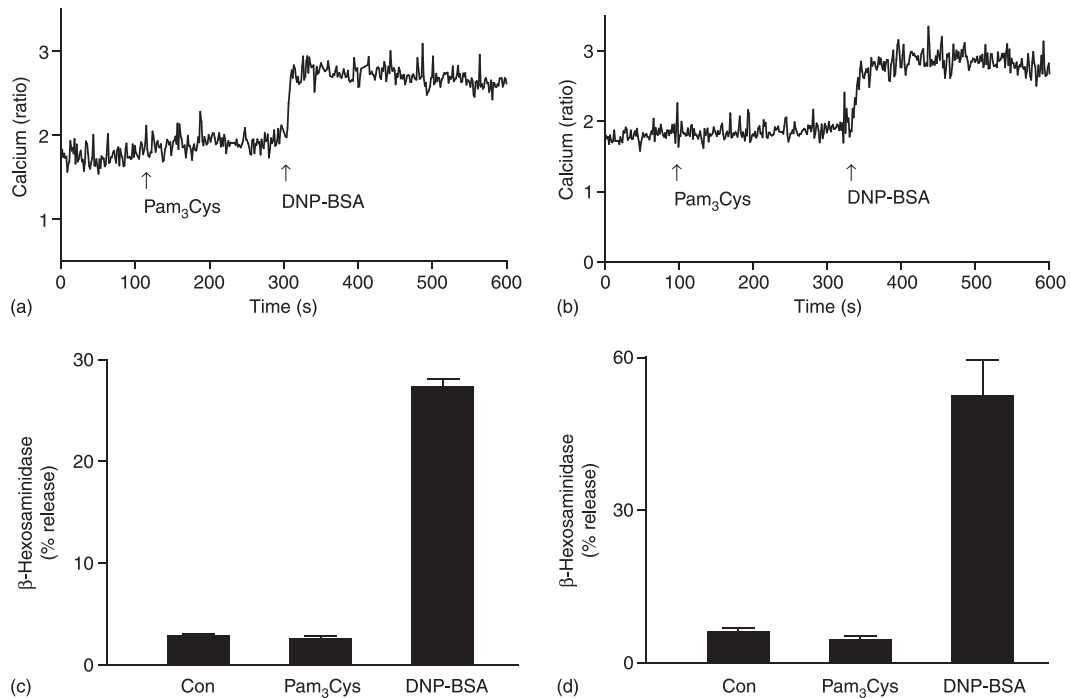 3
2
1
Calcium (ratio)
Pam₃Cys
DNP-BSA
0 100 200 300 400 500 600
Time (s)
(a)
3
2
1
0
Calcium (ratio)
Pam₃Cys
DNP-BSA
0 100 200 300 400 500 600
Time (s)
(b)
30
20
10
0
β-Hexosaminidase
(% release)
Con Pam₃Cys DNP-BSA
(c)
60
30
0
β-Hexosaminidase
(% release)
Con Pam₃Cys DNP-BSA
(d)